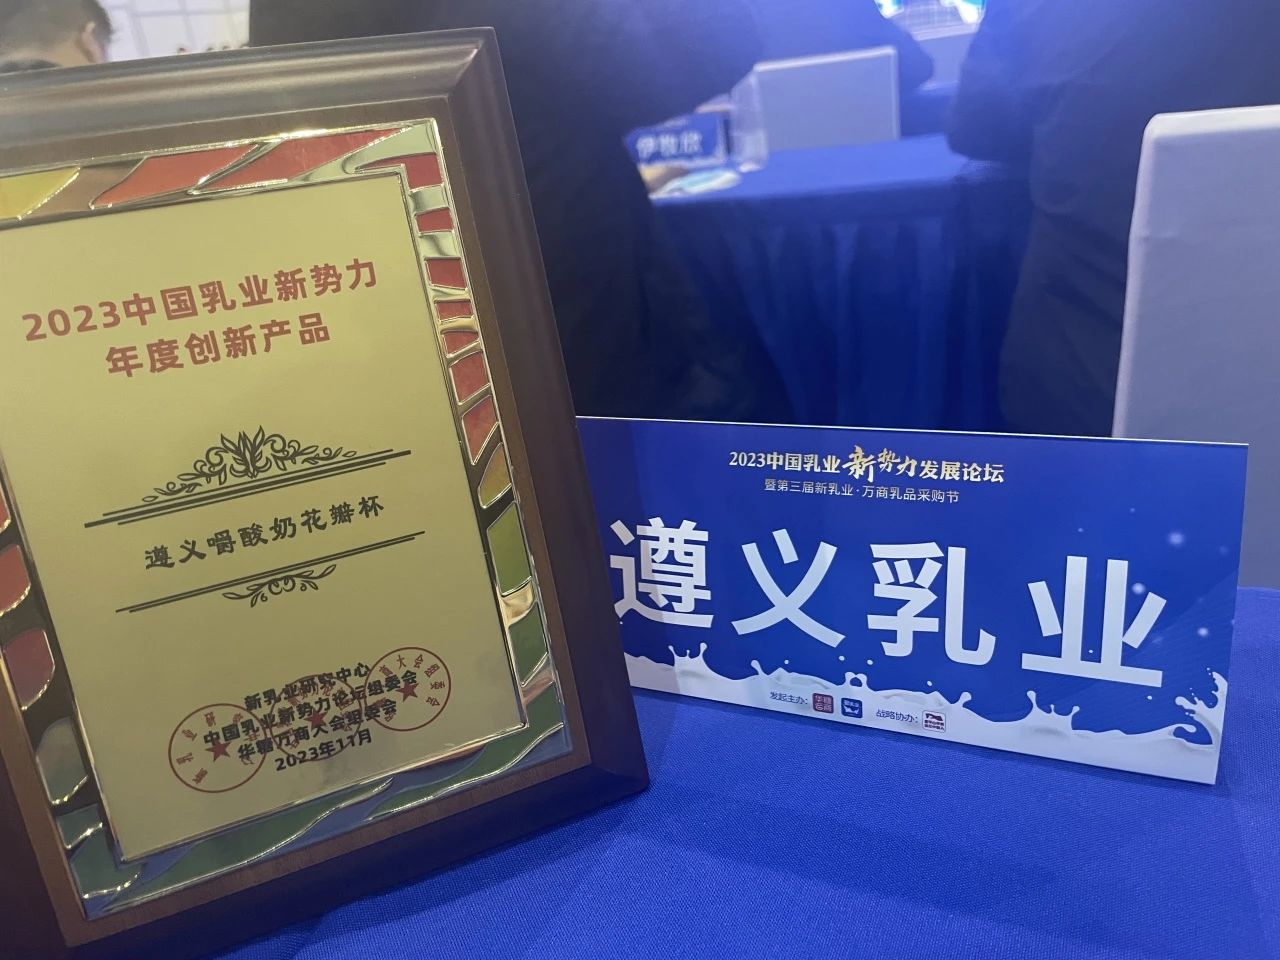 2023中国乳业新势力
年度创新产品
遵义嚼酸奶花瓣杯
新乳业研究中心
中国乳业新势力论坛组委会
华糖万商大会组委会
2023年11月
伊牧欣
2023中国乳业新势力发展论坛
暨第三届新乳业·万商乳品采购节
遵义乳业
发起主办：
华糖云商
战略协办：